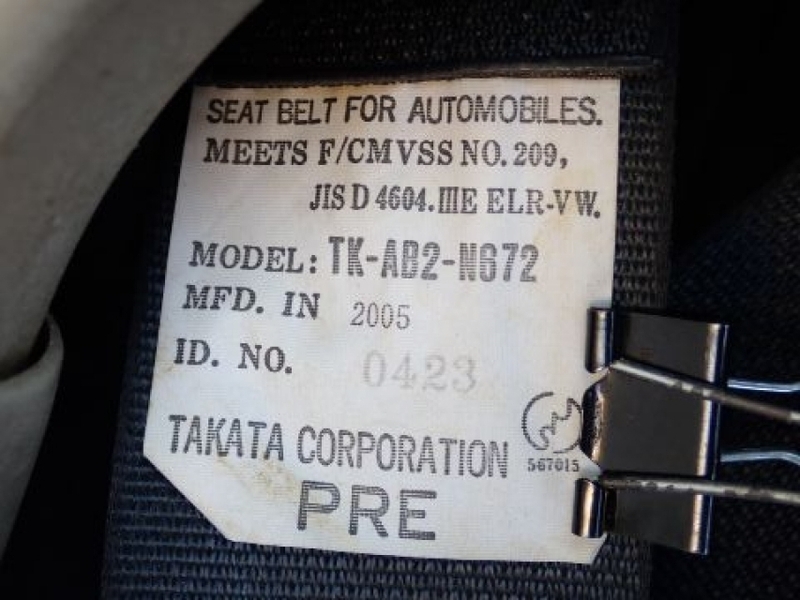 SEAT BELT FOR AUTOMOBILES.
MEETS F/CMVSS NO. 209,
JIS D 4604.IIIE ELR-VW.
MODEL: TK-AB2-N672
MFD. IN 2005
ID. NO. 0423
567015
TAKATA CORPORATION
PRE